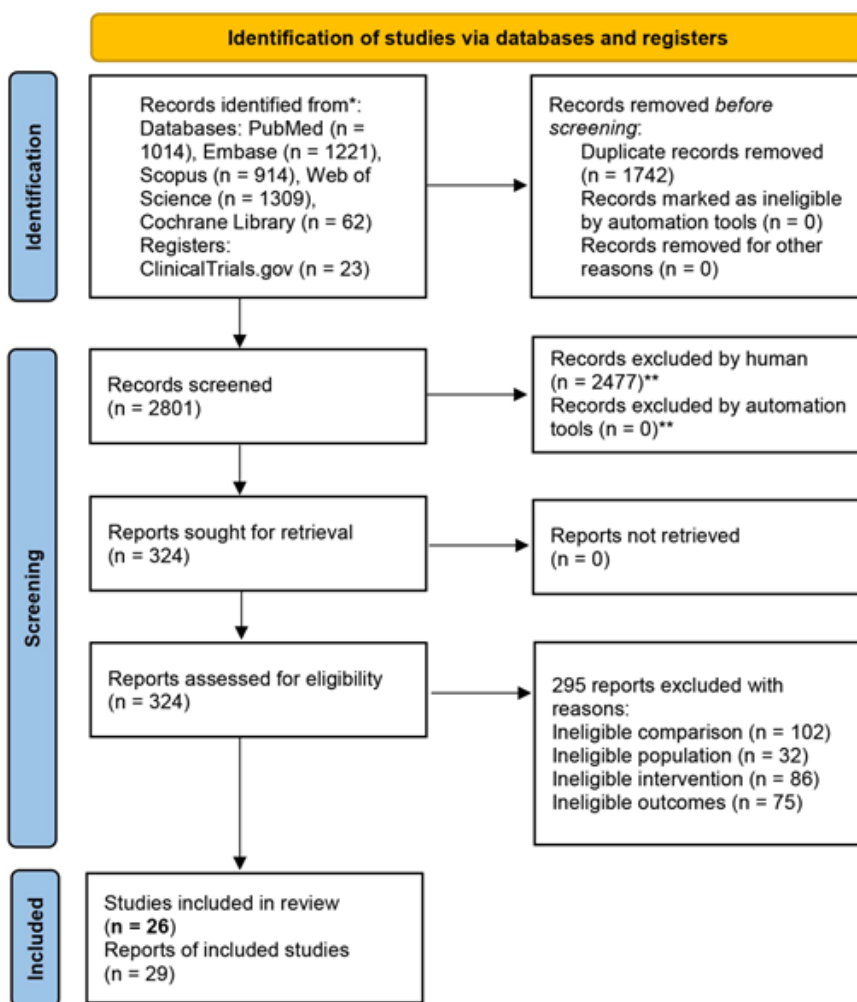 Identification of studies via databases and registers
Identification
Records identified from*:
Databases: PubMed (n =
1014), Embase (n = 1221),
Scopus (n = 914), Web of
Science (n = 1309),
Cochrane Library (n = 62)
Registers:
ClinicalTrials.gov (n = 23)
Records removed before
screening:
Duplicate records removed
(n = 1742)
Records marked as ineligible
by automation tools (n = 0)
Records removed for other
reasons (n = 0)
Screening
Records screened
(n = 2801)
Records excluded by human
(n = 2477)**
Records excluded by automation
tools (n = 0)**
Reports sought for retrieval
(n = 324)
Reports not retrieved
(n = 0)
Reports assessed for eligibility
(n = 324)
295 reports excluded with
reasons:
Ineligible comparison (n = 102)
Ineligible population (n = 32)
Ineligible intervention (n = 86)
Ineligible outcomes (n = 75)
Included
Studies included in review
(n = 26)
Reports of included studies
(n = 29)